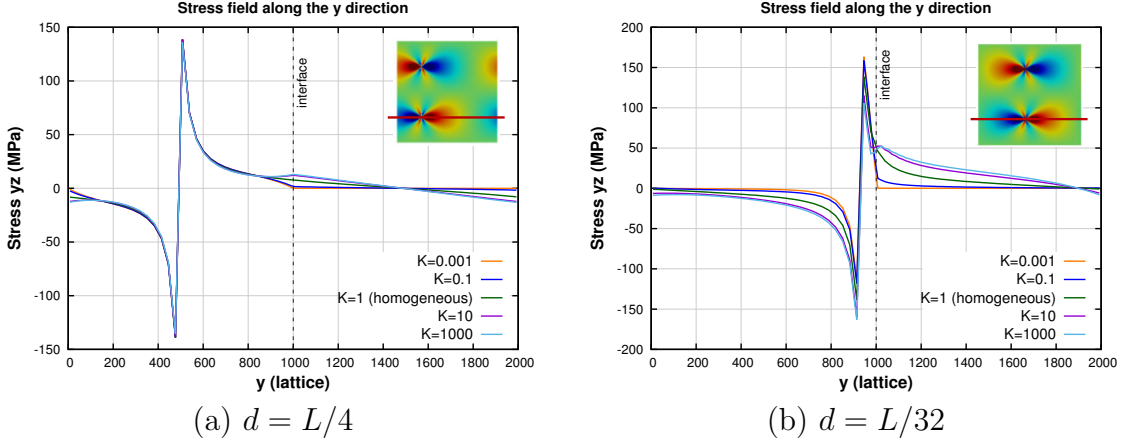 Stress field along the y direction
150
100
50
0
-50
-100
-150
0 200 400 600 800 1000 1200 1400 1600 1800 2000
Stress yz (MPa)
y (lattice)
interface
K=0.001
K=0.1
K=1 (homogeneous)
K=10
K=1000
(a) d = L/4
Stress field along the y direction
200
150
100
50
0
-50
-100
-150
-200
0 200 400 600 800 1000 1200 1400 1600 1800 2000
Stress yz (MPa)
y (lattice)
interface
K=0.001
K=0.1
K=1 (homogeneous)
K=10
K=1000
(b) d = L/32